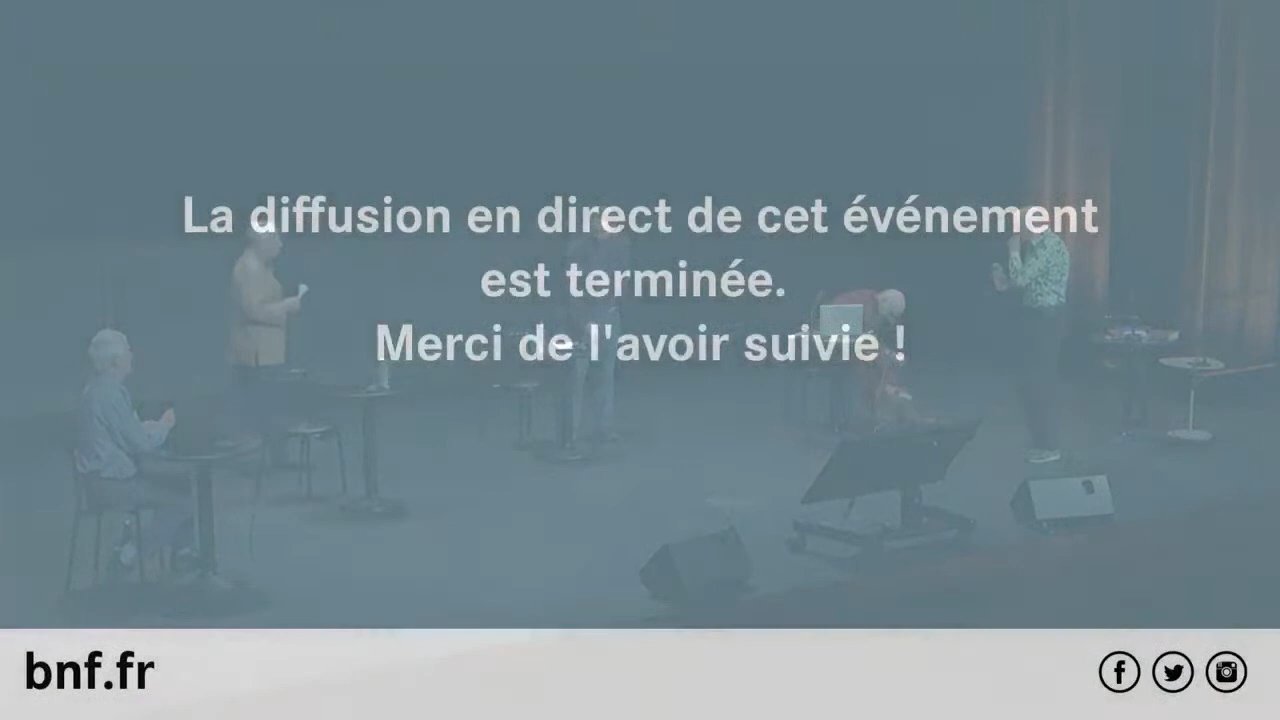 La diffusion en direct de cet événement
est terminée.
Merci de l'avoir suivie !
bnf.fr